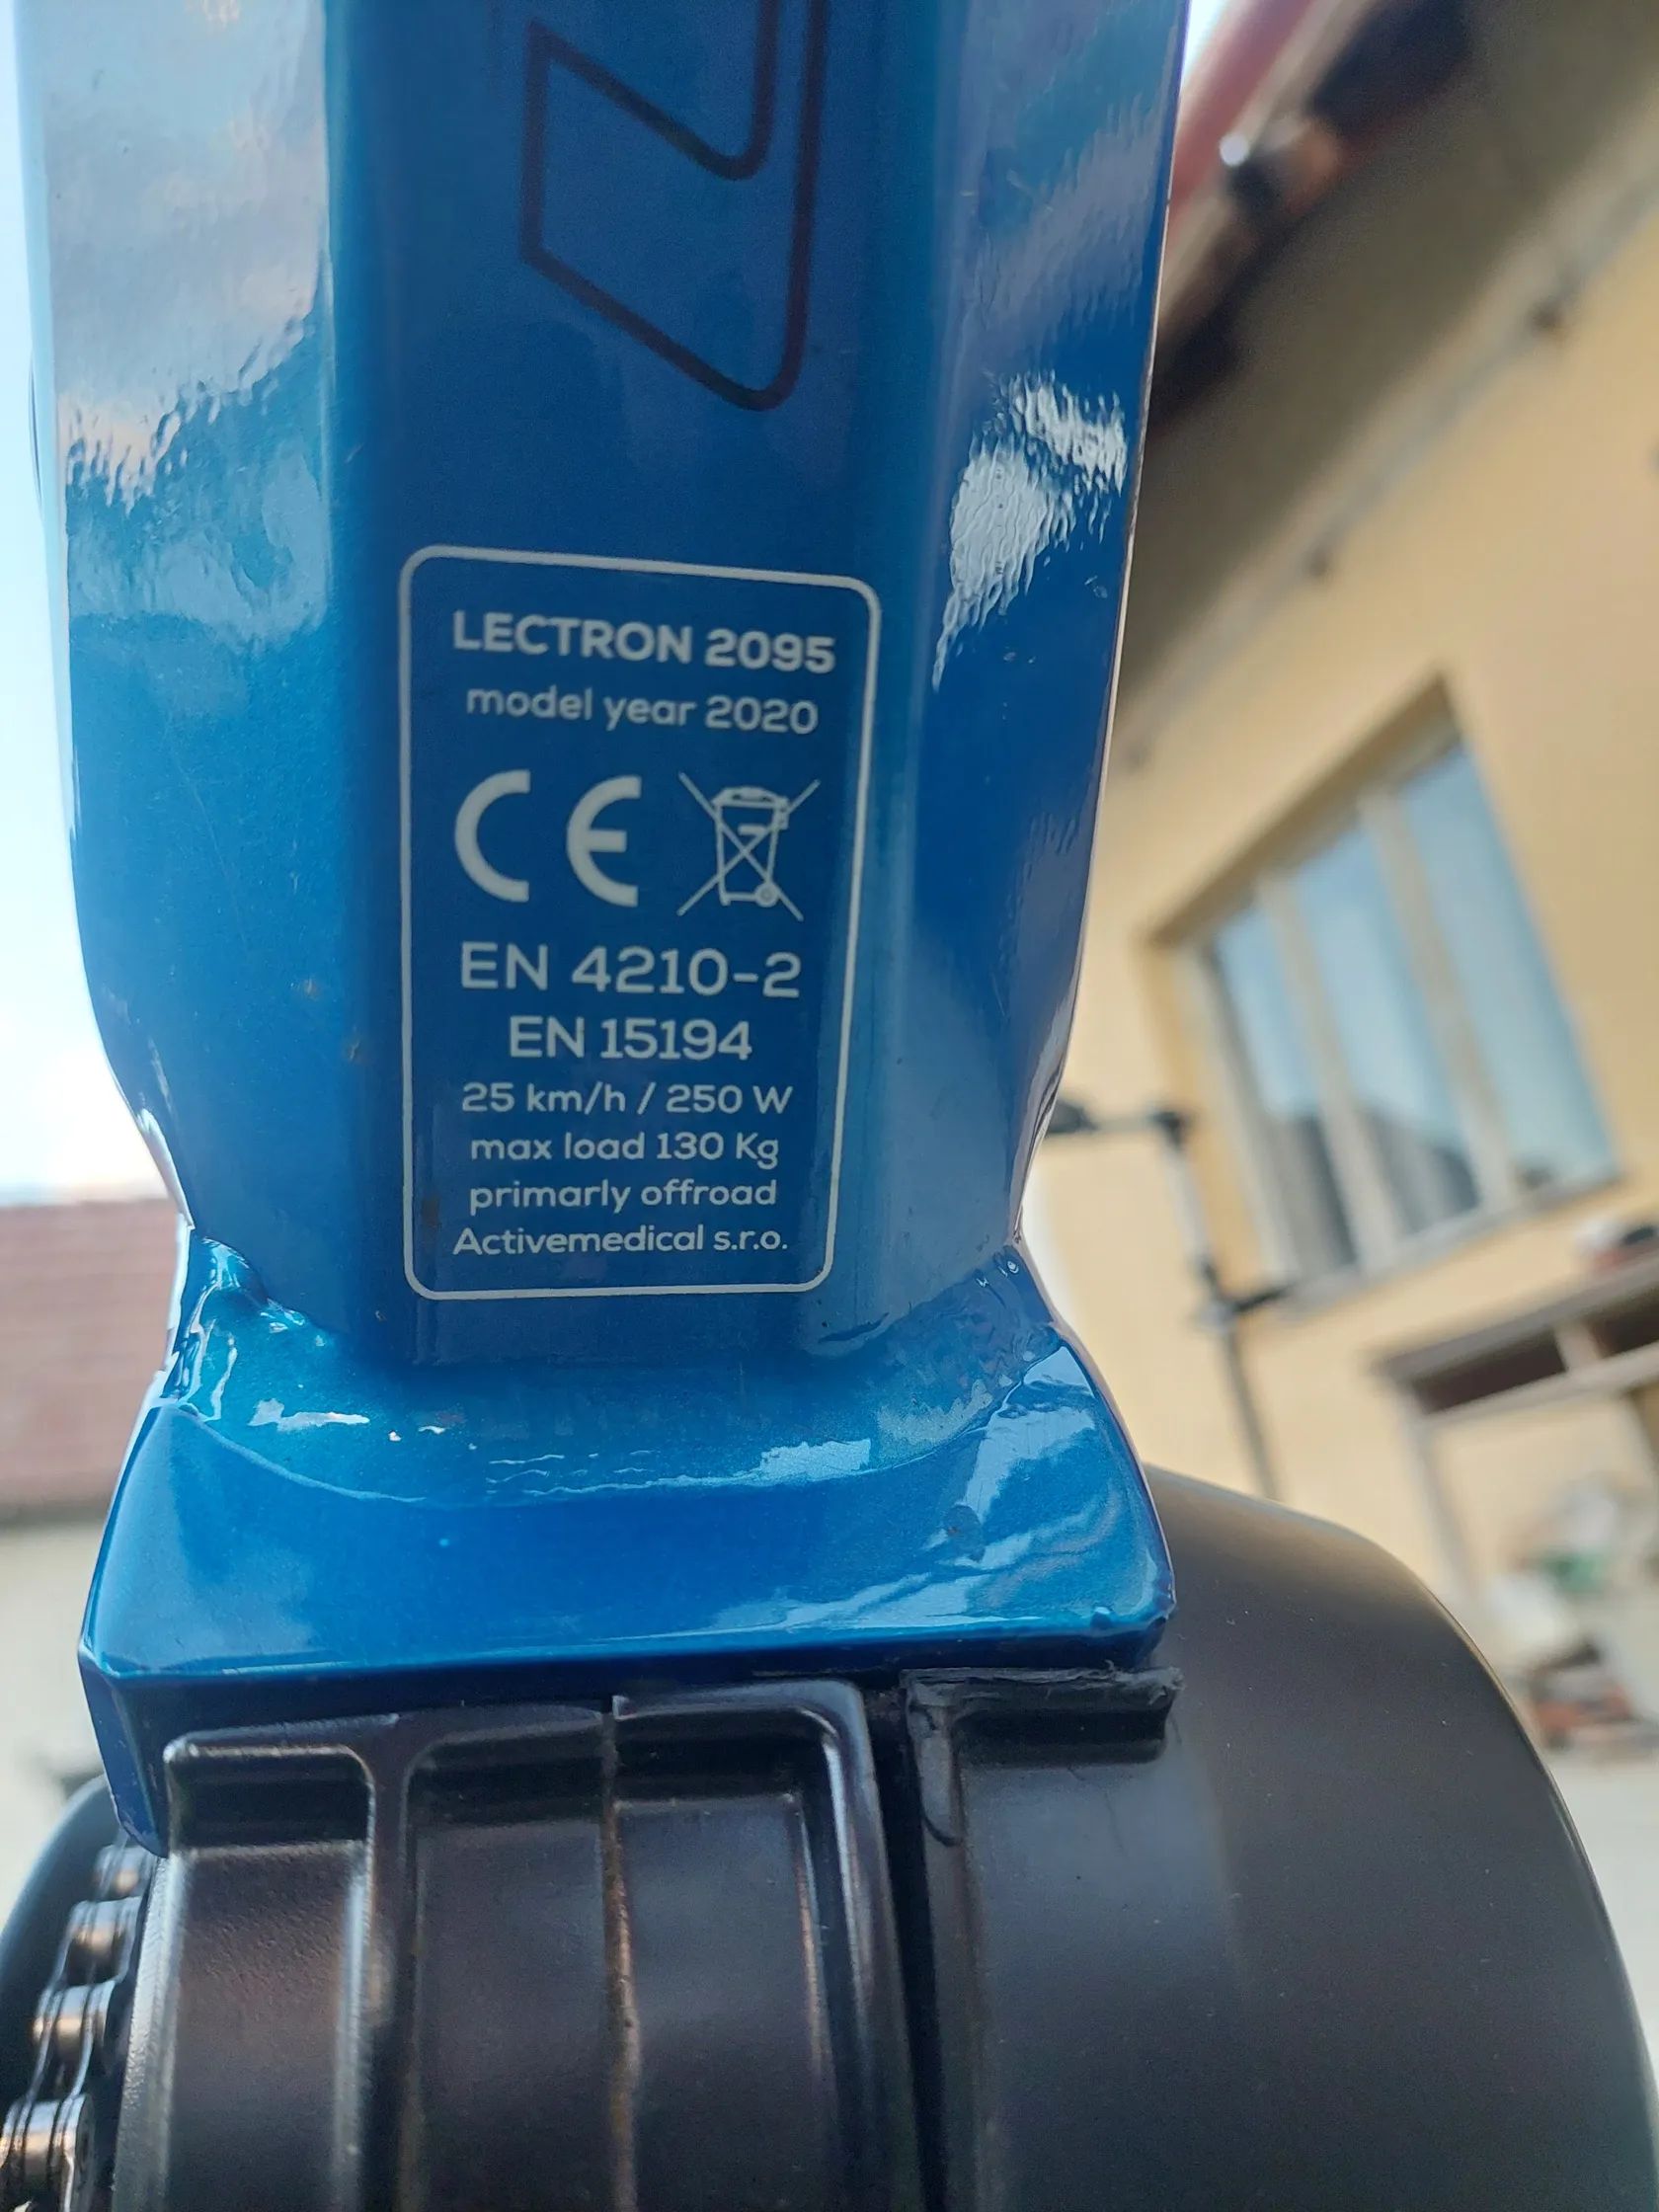 LECTRON 2095
model year 2020
CE
EN 4210-2
EN 15194
25 km/h / 250 W
max load 130 Kg
primarly offroad
Activemedical s.r.o.